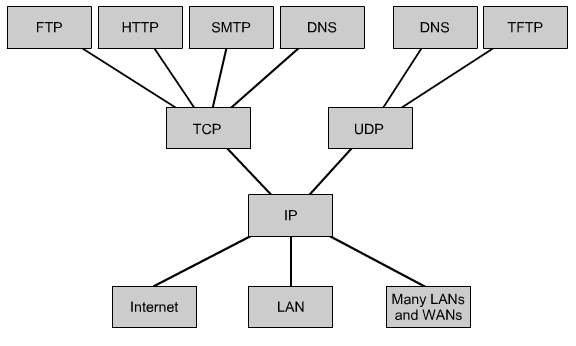 FTP
HTTP
SMTP
DNS
DNS
TFTP
TCP
UDP
IP
Internet
LAN
Many LANs
and WANs